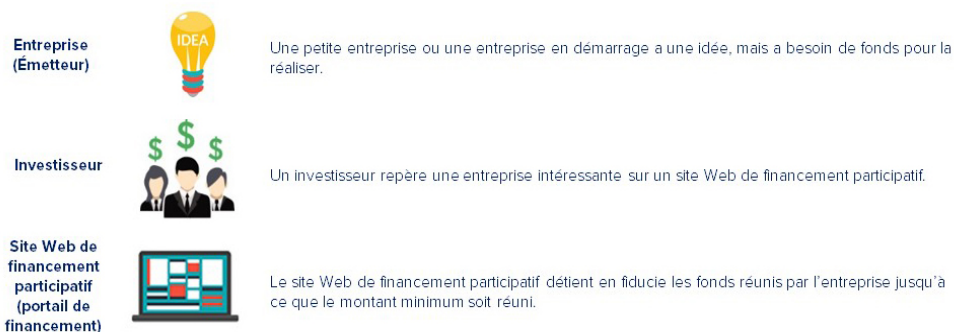 Entreprise
(Émetteur)
IDEA
Une petite entreprise ou une entreprise en démarrage a une idée, mais a besoin de fonds pour la
réaliser.
Investisseur
$ $ $
Un investisseur repère une entreprise intéressante sur un site Web de financement participatif.
Site Web de
financement
participatif
(portail de
financement)
Le site Web de financement participatif détient en fiducie les fonds réunis par l'entreprise jusqu'à
ce que le montant minimum soit réuni.